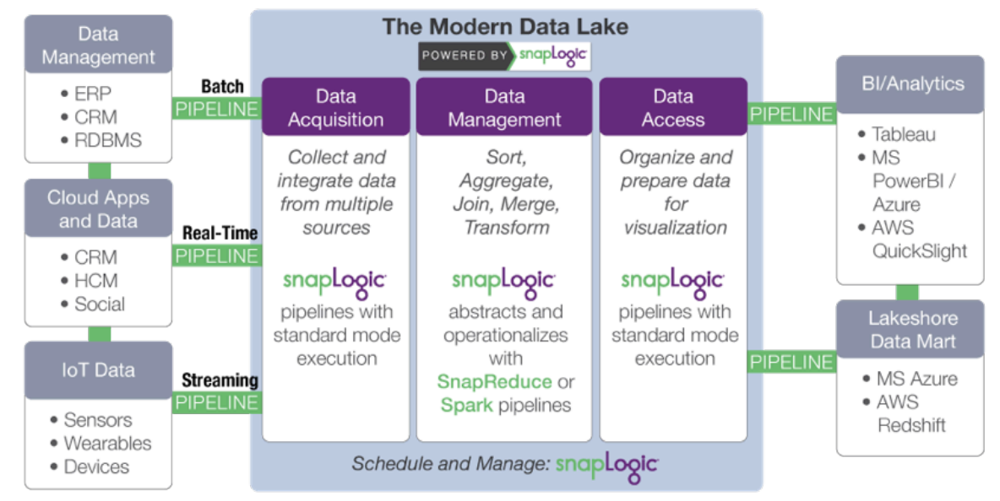 Data
Management
• ERP
• CRM
• RDBMS
Cloud Apps
and Data
• CRM
• HCM
• Social
IoT Data
• Sensors
• Wearables
• Devices
Batch
PIPELINE
Real-Time
PIPELINE
Streaming
PIPELINE
The Modern Data Lake
POWERED BY snapLogic
Data
Acquisition
Collect and
integrate data
from multiple
sources
snapLogic
pipelines with
standard mode
execution
Data
Management
Sort,
Aggregate,
Join, Merge,
Transform
snapLogic
abstracts and
operationalizes
with
SnapReduce or
Spark pipelines
Data
Access
Organize and
prepare data
for
visualization
snapLogic
pipelines with
standard mode
execution
Schedule and Manage: snapLogic
PIPELINE
PIPELINE
BI/Analytics
• Tableau
• MS
PowerBI /
Azure
• AWS
QuickSlight
Lakeshore
Data Mart
• MS Azure
• AWS
Redshift